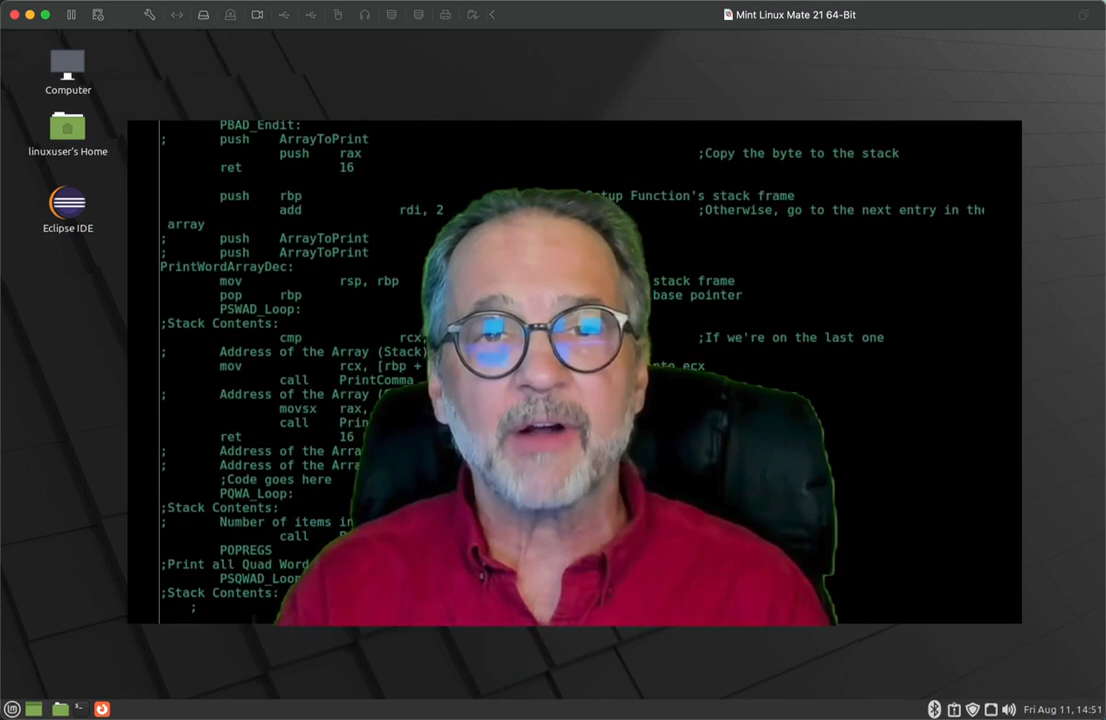 Mint Linux Mate 21 64-Bit
Computer
linuxuser's Home
Eclipse IDE
PBAD_Endit:
; push ArrayToPrint
push rax ;Copy the byte to the stack
ret 16
push rbp Setup Function's stack frame
add rdi, 2 ;Otherwise, go to the next entry in the
array
; push ArrayToPrint
; push ArrayToPrint
PrintWordArrayDec:
mov rsp, rbp stack frame
pop rbp base pointer
PSWAD_Loop:
;Stack Contents:
cmp rcx, ;If we're on the last one
; Address of the Array (Stack)
mov rcx, [rbp + ecx
call PrintComma
; Address of the Array
movsx rax,
call
ret 16
; Address of the Arra
; Address of the Arra
;Code goes here
PQWA_Loop:
;Stack Contents:
; Number of items in
call
POPREGS
;Print all Quad Word
PSQWAD_Loop
;Stack Contents:
;
Fri Aug 11, 14:51